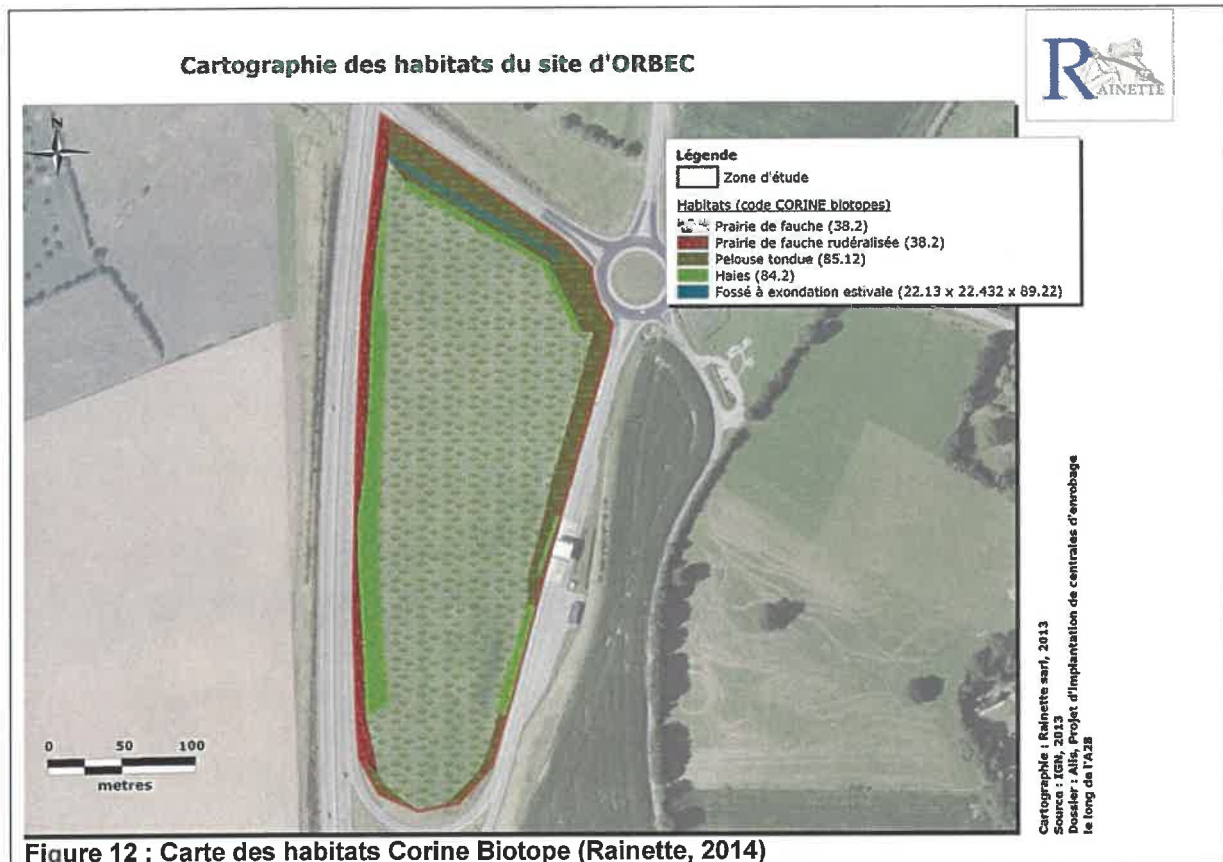 Cartographie des habitats du site d'ORBEC
RAINETTE
N
Légende
Zone d'étude
Habitats (code CORINE biotopes)
Prairie de fauche (38.2)
Prairie de fauche rudéralisée (38.2)
Pelouse tondue (85.12)
Haies (84.2)
Fossé à exondation estivale (22.13 x 22.432 x 89.22)
0 50 100
metres
Cartographie : Rainette sarl, 2013
Source : IGN, 2013
Dossier : Alis, Projet d'implantation de centrales d'enrobage
le long de l'A28
Figure 12 : Carte des habitats Corine Biotope (Rainette, 2014)